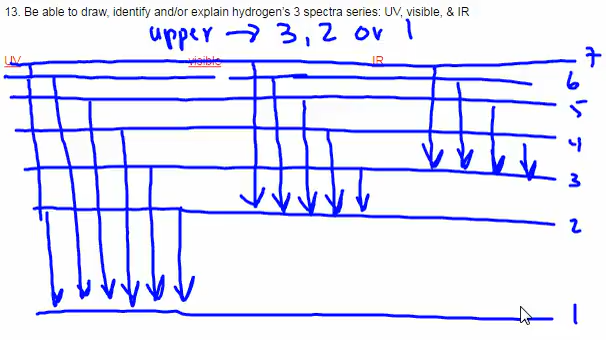 13. Be able to draw, identify and/or explain hydrogen's 3 spectra series: UV, visible, & IR
upper → 3, 2 or 1
UV visible IR 7
6
5
4
3
2
1